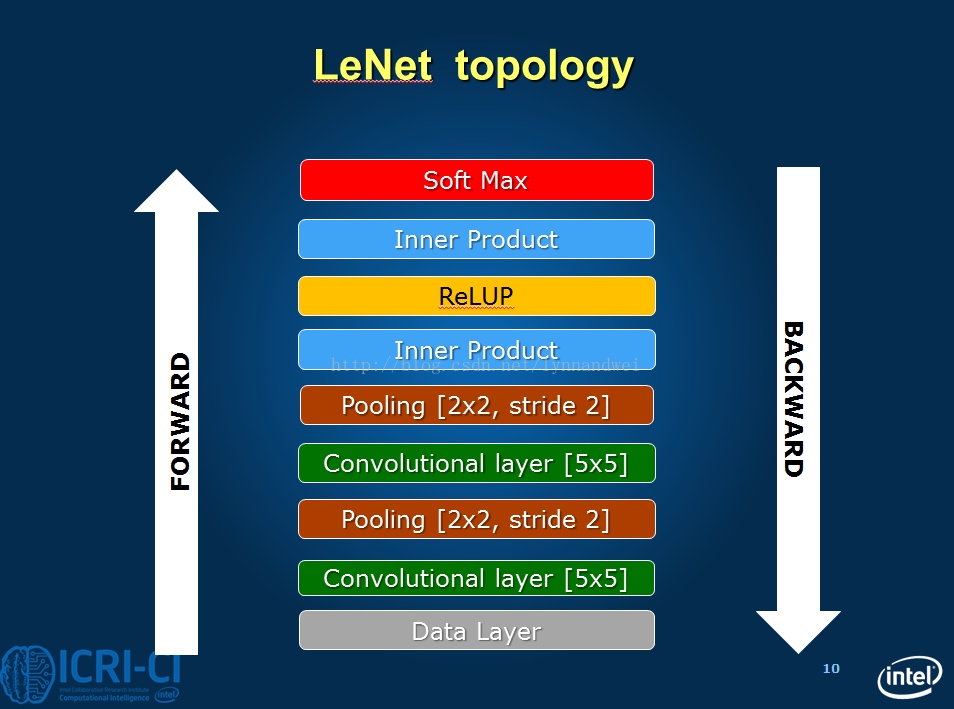 LeNet topology
Soft Max
Inner Product
ReLUP
Inner Product
http://blog.csdn.net/lynnandwei
Pooling [2x2, stride 2]
Convolutional layer [5x5]
Pooling [2x2, stride 2]
Convolutional layer [5x5]
Data Layer
FORWARD
BACKWARD
ICRI-CI
Intel Collaborative Research Institute
Computational Intelligence
intel
10
intel